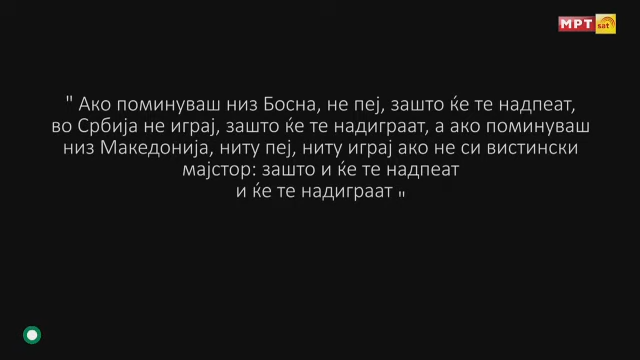 МРТ sat
" Ако поминуваш низ Босна, не пеј, зашто ќе те надпеат,
во Србија не играј, зашто ќе те надиграат, а ако поминуваш
низ Македонија, ниту пеј, ниту играј ако не си вистински
мајстор: зашто и ќе те надпеат
и ќе те надиграат "